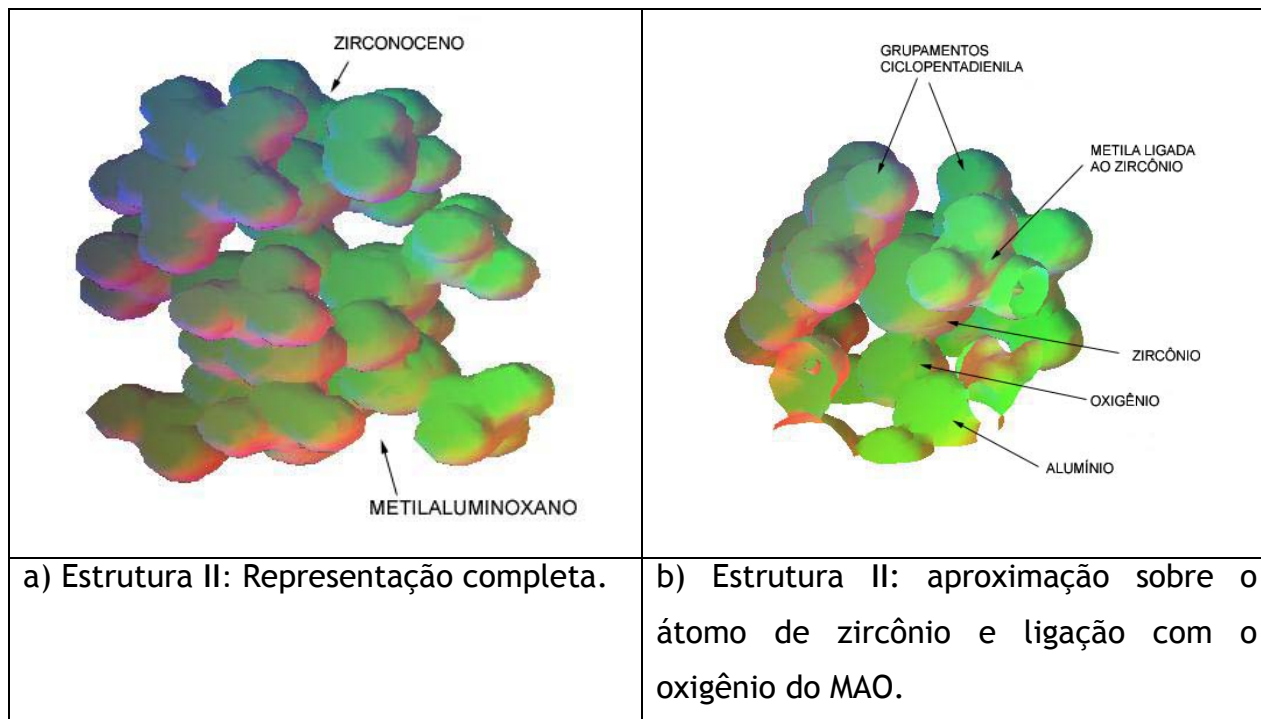 ZIRCONOCENO
METILALUMINOXANO
GRUPAMENTOS
CICLOPENTADIENILA
METILA LIGADA
AO ZIRCÔNIO
ZIRCÔNIO
OXIGÊNIO
ALUMÍNIO
a) Estrutura II: Representação completa.
b) Estrutura II: aproximação sobre o
átomo de zircônio e ligação com o
oxigênio do MAO.